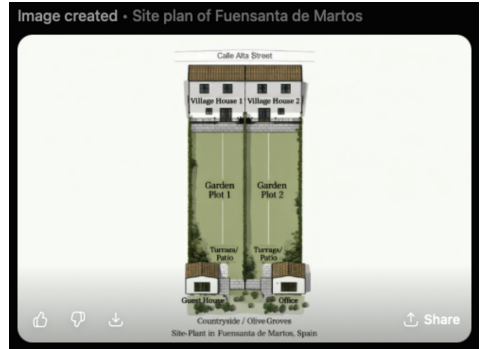 Image created • Site plan of Fuensanta de Martos
Calle Alta Street
Village House 1 Village House 2
Garden Garden
Plot 1 Plot 2
Turrara/ Turrags/
Patio Patio
Guest House Office
Countryside / Olive Groves
Site-Plant in Fuensanta de Martos, Spain
Share